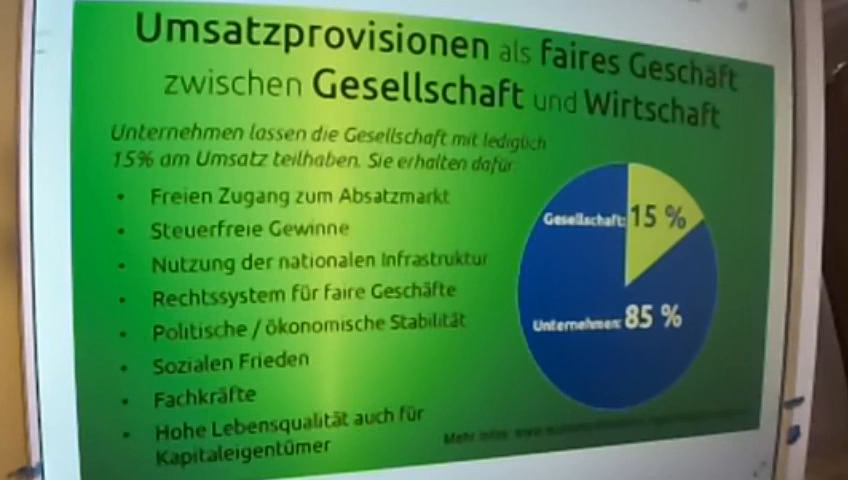 Umsatzprovisionen als faires Geschäft
zwischen Gesellschaft und Wirtschaft
Unternehmen lassen die Gesellschaft mit lediglich
15% am Umsatz teilhaben. Sie erhalten dafür
• Freien Zugang zum Absatzmarkt
• Steuerfreie Gewinne
• Nutzung der nationalen Infrastruktur
• Rechtssystem für faire Geschäfte
• Politische / ökonomische Stabilität
• Sozialen Frieden
• Fachkräfte
• Hohe Lebensqualität auch für
Kapitaleigentümer
Gesellschaft: 15 %
Unternehmen: 85 %
Mehr Infos: